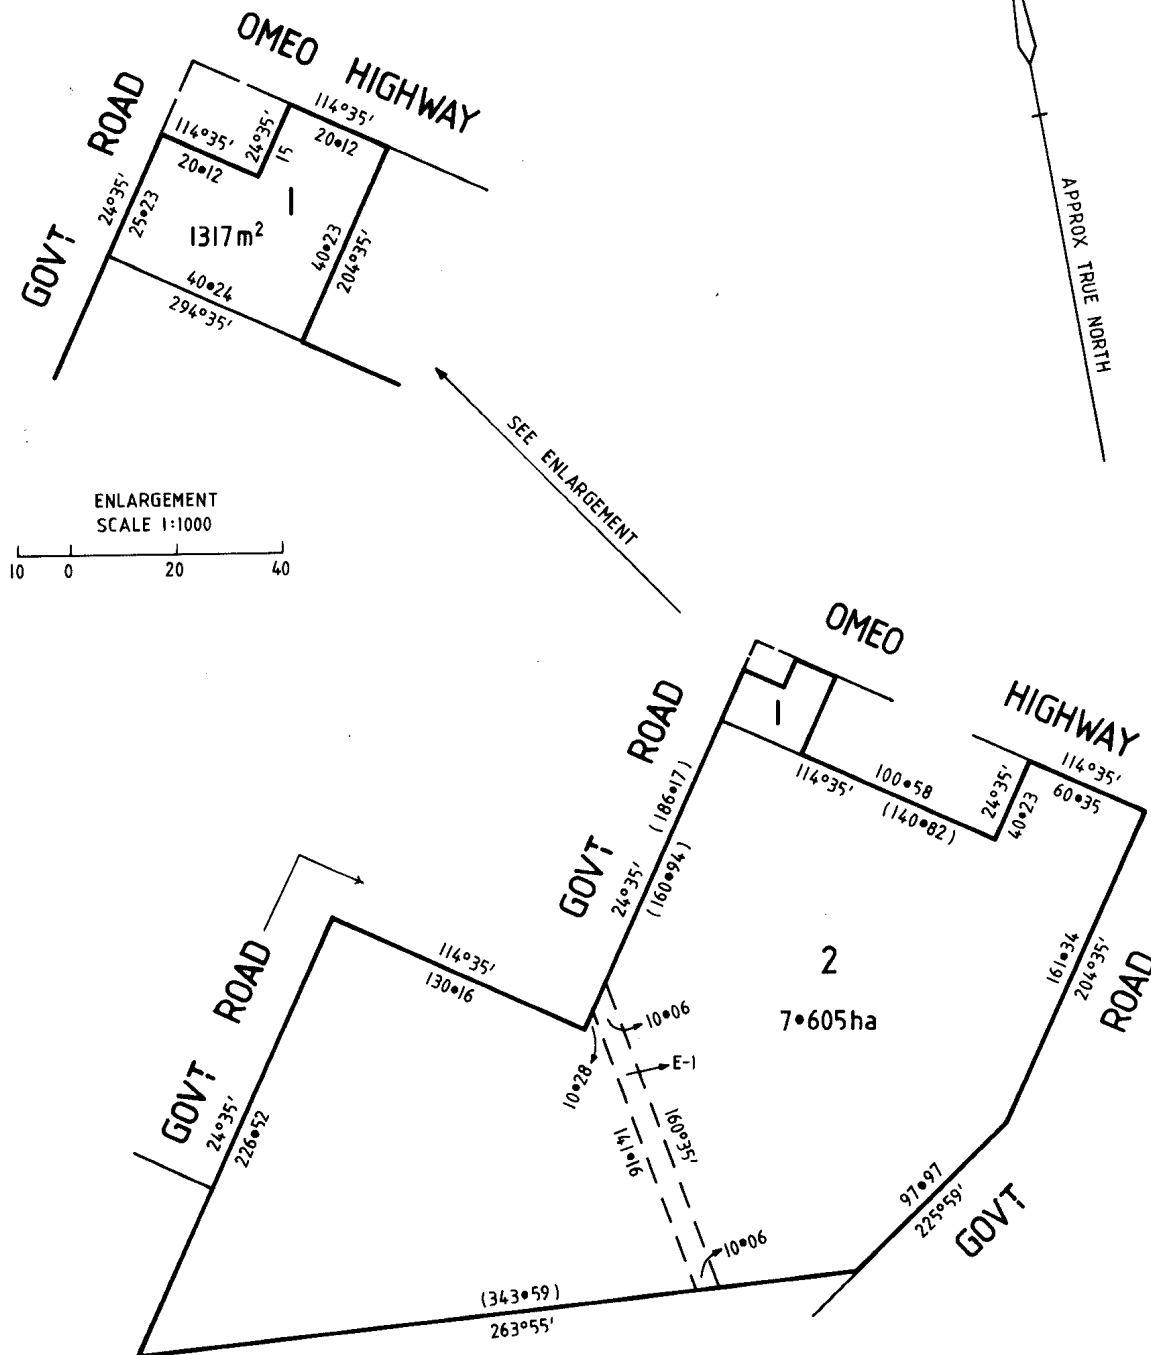 OMEO HIGHWAY
ROAD
GOVT
114°35'
20•12
24°35'
15
114°35'
20•12
24°35'
25•23
1
1317m²
40•23
204°35'
40•24
294°35'
APPROX TRUE NORTH
SEE ENLARGEMENT
ENLARGEMENT
SCALE 1:1000
10 0 20 40
OMEO
HIGHWAY
ROAD
GOVT
1
114°35'
100•58
(140•82)
24°35'
40•23
114°35'
60•35
(186•17)
24°35'
(160•94)
2
7•605ha
161•34
204°35'
ROAD
GOVT
97•97
225°59'
ROAD
GOVT
114°35'
130•16
24°35'
226•52
10•06
E-1
10•28
160°35'
141•16
10•06
(343•59)
263°55'